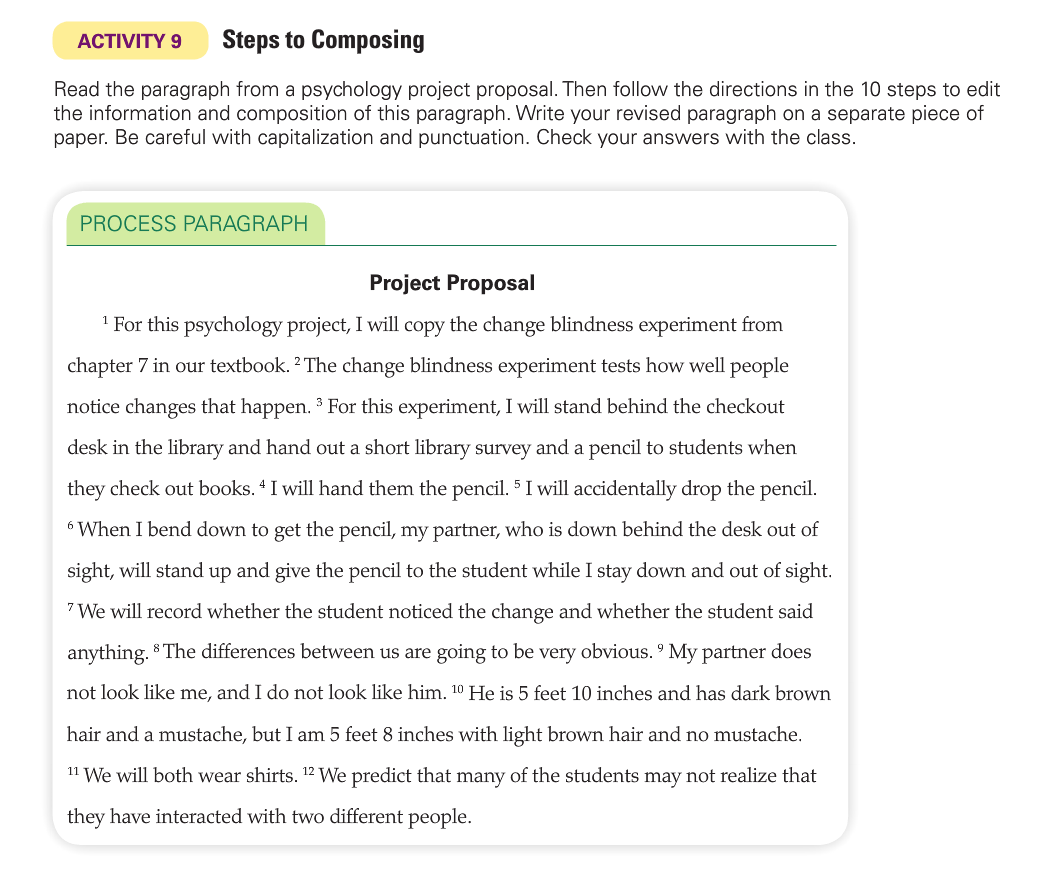 ACTIVITY 9 Steps to Composing
Read the paragraph from a psychology project proposal. Then follow the directions in the 10 steps to edit
the information and composition of this paragraph. Write your revised paragraph on a separate piece of
paper. Be careful with capitalization and punctuation. Check your answers with the class.
PROCESS PARAGRAPH
Project Proposal
1 For this psychology project, I will copy the change blindness experiment from
chapter 7 in our textbook. 2 The change blindness experiment tests how well people
notice changes that happen. 3 For this experiment, I will stand behind the checkout
desk in the library and hand out a short library survey and a pencil to students when
they check out books. 4 I will hand them the pencil. 5 I will accidentally drop the pencil.
6 When I bend down to get the pencil, my partner, who is down behind the desk out of
sight, will stand up and give the pencil to the student while I stay down and out of sight.
7 We will record whether the student noticed the change and whether the student said
anything. 8 The differences between us are going to be very obvious. 9 My partner does
not look like me, and I do not look like him. 10 He is 5 feet 10 inches and has dark brown
hair and a mustache, but I am 5 feet 8 inches with light brown hair and no mustache.
11 We will both wear shirts. 12 We predict that many of the students may not realize that
they have interacted with two different people.